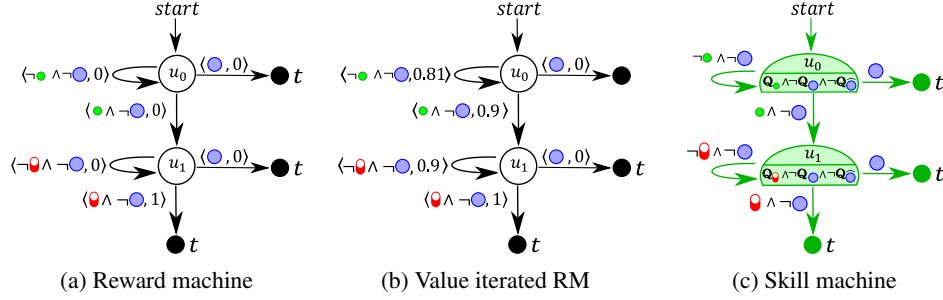 start
⟨¬● ∧¬●, 0⟩
u₀
⟨●, 0⟩
t
⟨● ∧ ¬●, 0⟩
⟨¬ ∧ ¬●, 0⟩
u₁
⟨●, 0⟩
t
⟨ ∧ ¬●, 1⟩
t
(a) Reward machine
start
⟨¬● ∧ ¬●,0.81⟩
u₀
⟨●, 0⟩
⟨● ∧ ¬●,0.9⟩
⟨¬ ∧ ¬●,0.9⟩
u₁
⟨●, 0⟩
⟨ ∧ ¬●, 1⟩
t
(b) Value iterated RM
start
¬● ∧¬●
u₀
Q● ∧¬Q● ∧¬Q
●
t
● ∧ ¬●
¬ ∧ ¬●
u₁
Q ∧¬Q● ∧¬Q
●
t
∧ ¬●
t
(c) Skill machine